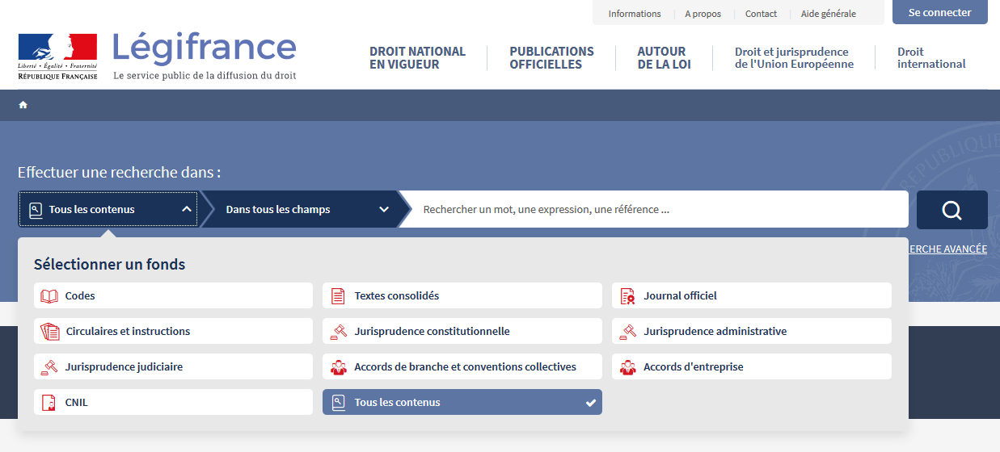 Informations
A propos
Contact
Aide générale
Se connecter
Liberté • Égalité • Fraternité
RÉPUBLIQUE FRANÇAISE
Légifrance
Le service public de la diffusion du droit
DROIT NATIONAL
EN VIGUEUR
PUBLICATIONS
OFFICIELLES
AUTOUR
DE LA LOI
Droit et jurisprudence
de l'Union Européenne
Droit
international
REPUBLIQUE
Effectuer une recherche dans :
Tous les contenus
Dans tous les champs
Rechercher un mot, une expression, une référence ...
ERCHE AVANCÉE
Sélectionner un fonds
Codes
Textes consolidés
Journal officiel
Circulaires et instructions
Jurisprudence constitutionnelle
Jurisprudence administrative
Jurisprudence judiciaire
Accords de branche et conventions collectives
Accords d'entreprise
CNIL
Tous les contenus